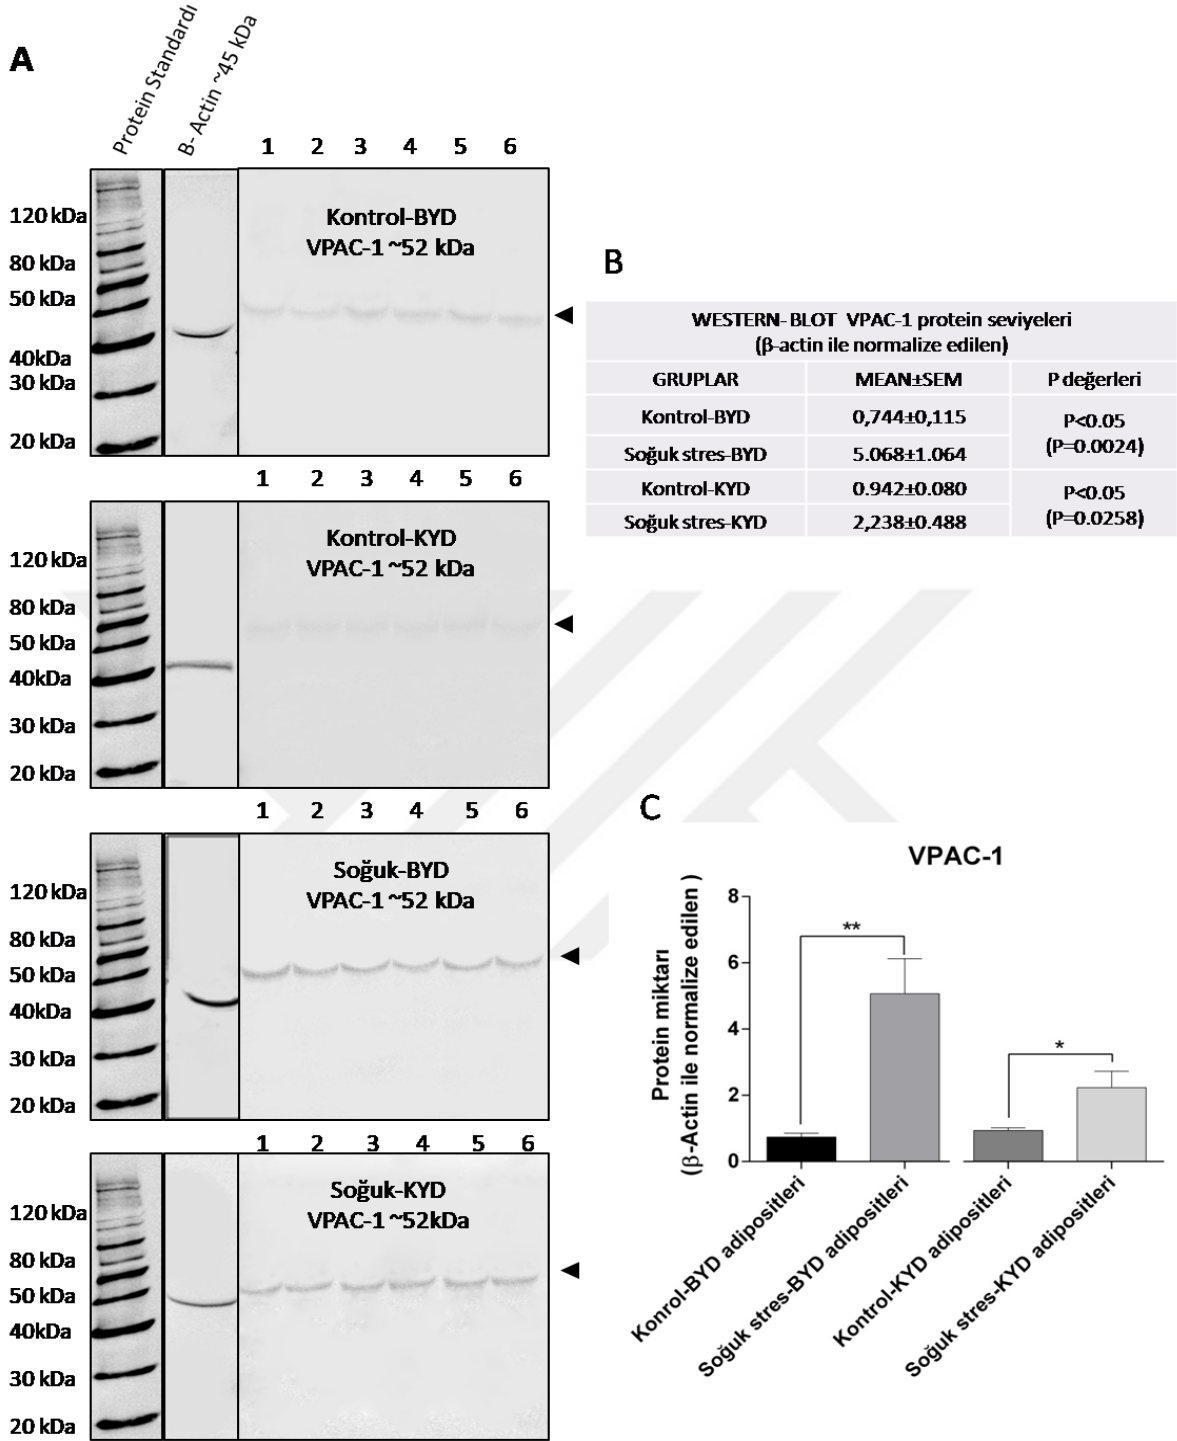 A
Protein Standardı
B- Actin ~45 kDa
1 2 3 4 5 6
120 kDa
80 kDa
50 kDa
40kDa
30 kDa
20 kDa
Kontrol-BYD
VPAC-1 ~52 kDa
1 2 3 4 5 6
120 kDa
80 kDa
50 kDa
40kDa
30 kDa
20 kDa
Kontrol-KYD
VPAC-1 ~52 kDa
1 2 3 4 5 6
120 kDa
80 kDa
50 kDa
40kDa
30 kDa
20 kDa
Soğuk-BYD
VPAC-1 ~52 kDa
1 2 3 4 5 6
120 kDa
80 kDa
50 kDa
40kDa
30 kDa
20 kDa
Soğuk-KYD
VPAC-1 ~52kDa
B
WESTERN- BLOT VPAC-1 protein seviyeleri
(β-actin ile normalize edilen)
GRUPLAR MEAN±SEM P değerleri
Kontrol-BYD 0,744±0,115
Soğuk stres-BYD 5.068±1.064
P<0.05
(P=0.0024)
Kontrol-KYD 0.942±0.080
Soğuk stres-KYD 2,238±0.488
P<0.05
(P=0.0258)
C
VPAC-1
Protein miktarı
(β-Actin ile normalize edilen )
8
6
4
2
0
**
*
Konrol-BYD adipositleri
Soğuk stres-BYD adipositleri
Kontrol-KYD adipositleri
Soğuk stres-KYD adipositleri